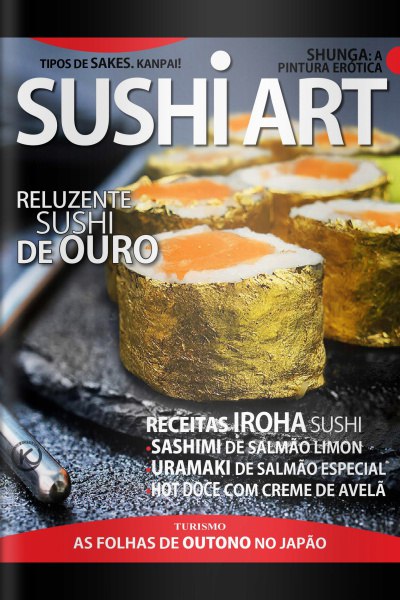 TIPOS DE SAKES. KANPAI!
SHUNGA: A
PINTURA ERÓTICA
SUSHI ART
RELUZENTE
SUSHI
DE OURO
RECEITAS IROHA SUSHI
•SASHIMI DE SALMÃO LIMON
•URAMAKI DE SALMÃO ESPECIAL
•HOT DOCE COM CREME DE AVELÃ
TURISMO
AS FOLHAS DE OUTONO NO JAPÃO
K